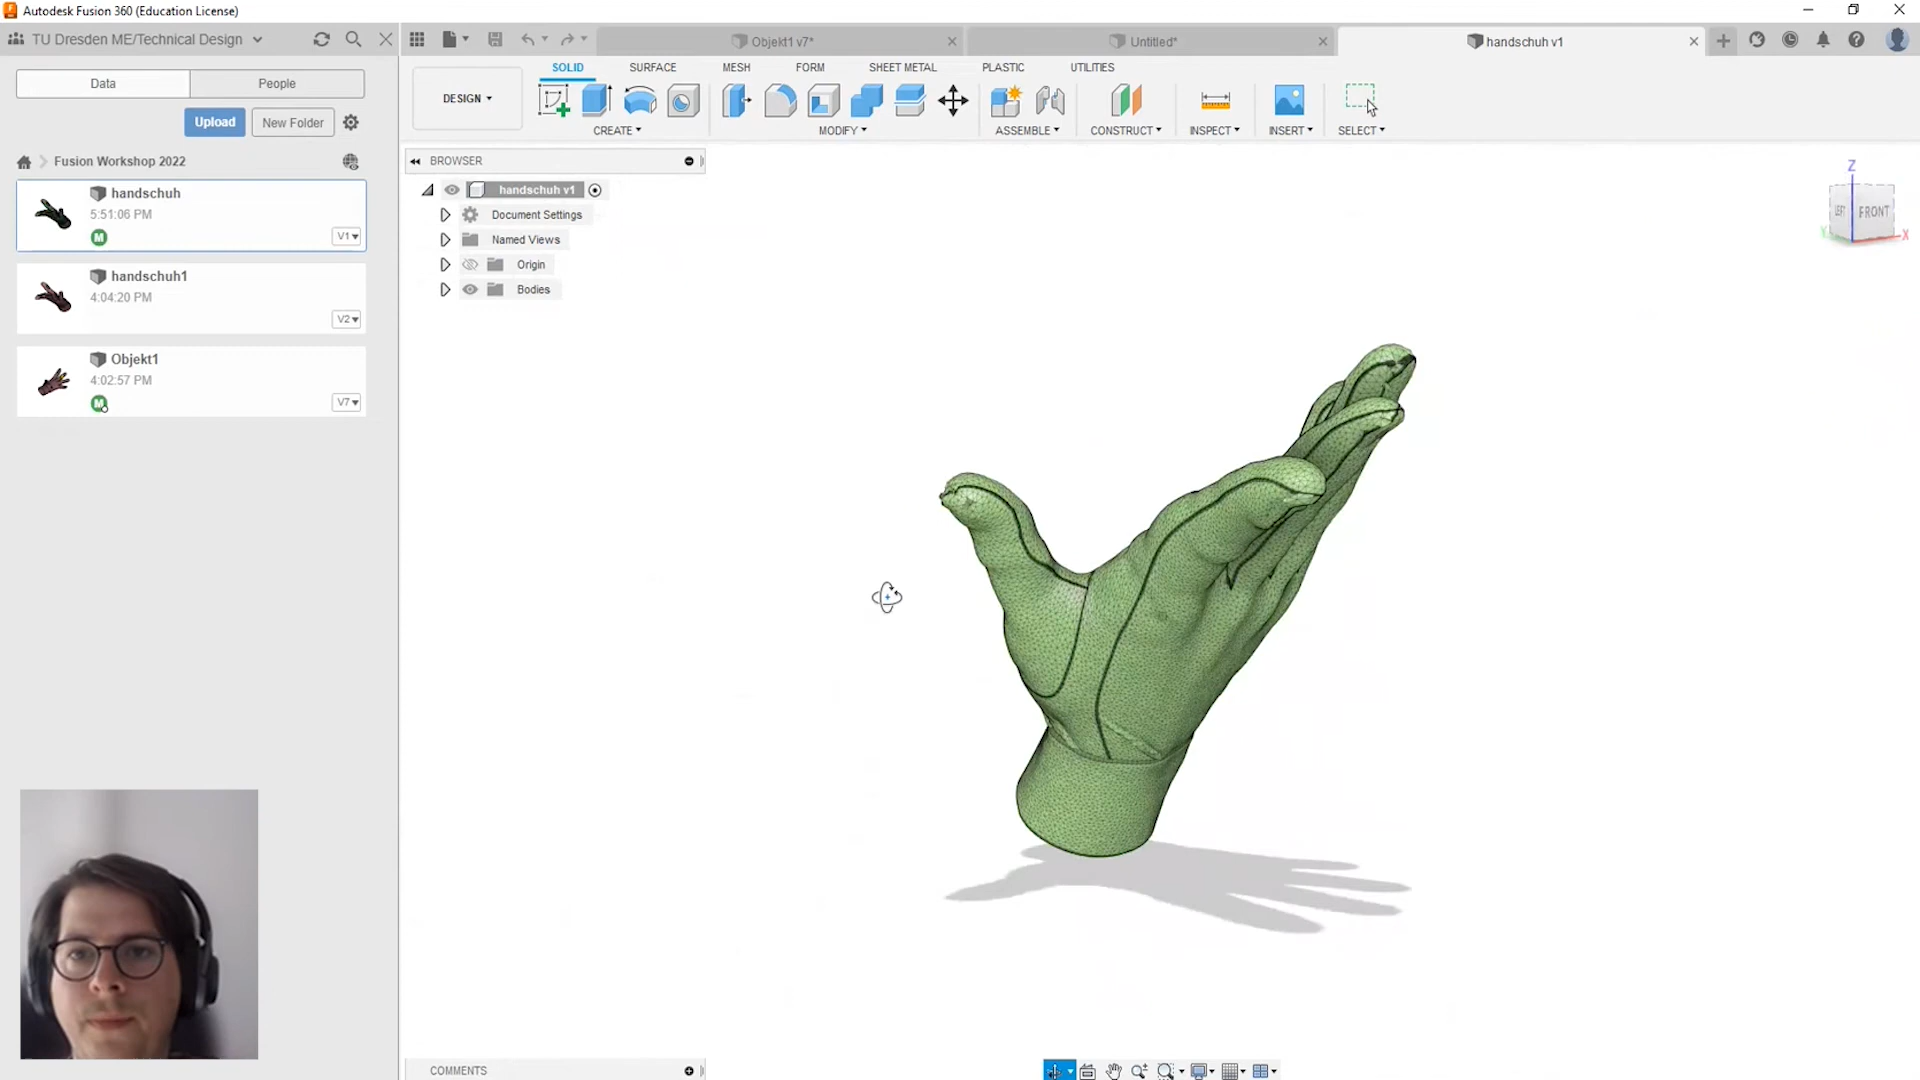 Autodesk Fusion 360 (Education License)
TU Dresden ME/Technical Design
Objekt1 v7*
Untitled*
handschuh v1
Data
People
SOLID
SURFACE
MESH
FORM
SHEET METAL
PLASTIC
UTILITIES
DESIGN
Upload
New Folder
CREATE
MODIFY
ASSEMBLE
CONSTRUCT
INSPECT
INSERT
SELECT
Fusion Workshop 2022
BROWSER
handschuh
5:51:06 PM
M
V1
handschuh v1
Document Settings
Named Views
Origin
Bodies
handschuh1
4:04:20 PM
V2
Objekt1
4:02:57 PM
M
V7
Z
LEFT
FRONT
Y
X
COMMENTS